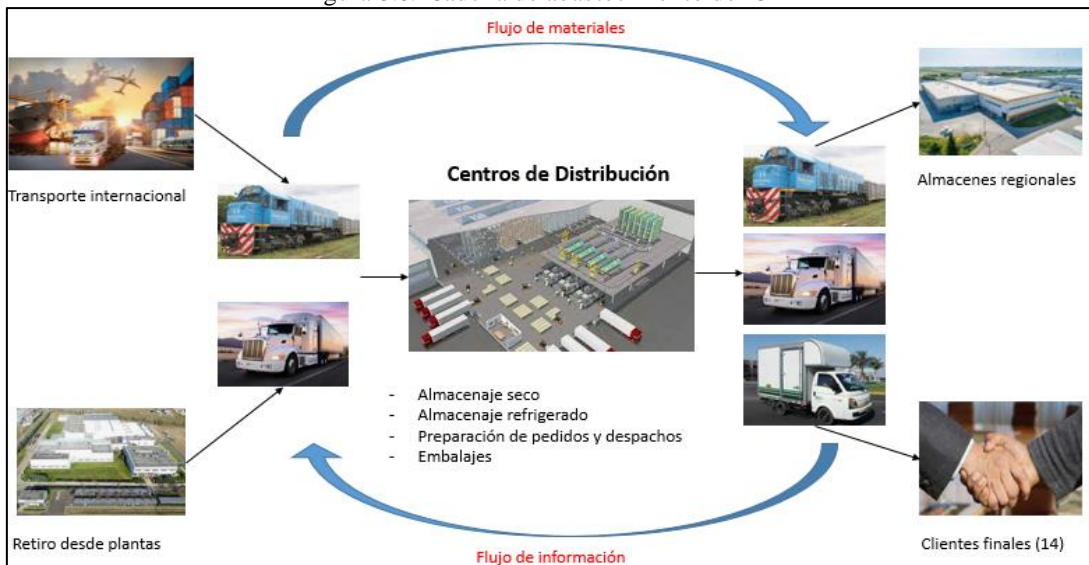 Flujo de materiales
Transporte internacional
Centros de Distribución
Almacenes regionales
- Almacenaje seco
- Almacenaje refrigerado
- Preparación de pedidos y despachos
- Embalajes
Retiro desde plantas
Flujo de información
Clientes finales (14)